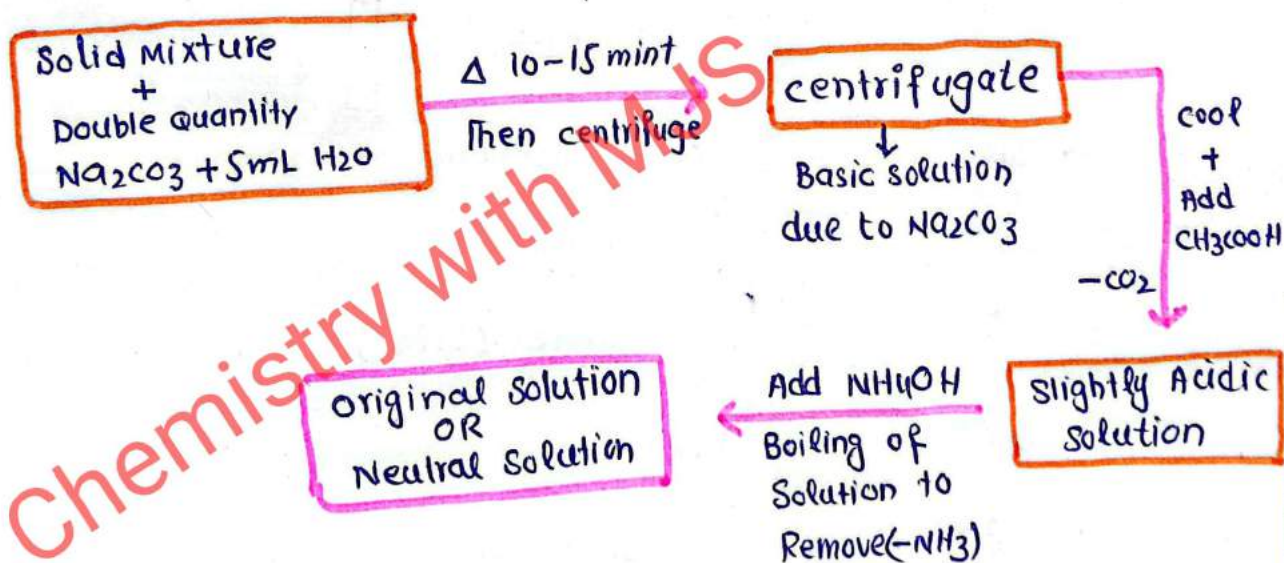 Solid Mixture
+
Double Quantity
Na2CO3 + 5mL H2O
Δ 10-15 mint
Then centrifuge
centrifugate
Basic solution
due to Na2CO3
cool
+
Add
CH3COOH
-CO2
Slightly Acidic
Solution
Add NH4OH
Boiling of
Solution to
Remove(-NH3)
Original Solution
OR
Neutral Solution
Chemistry with MJS